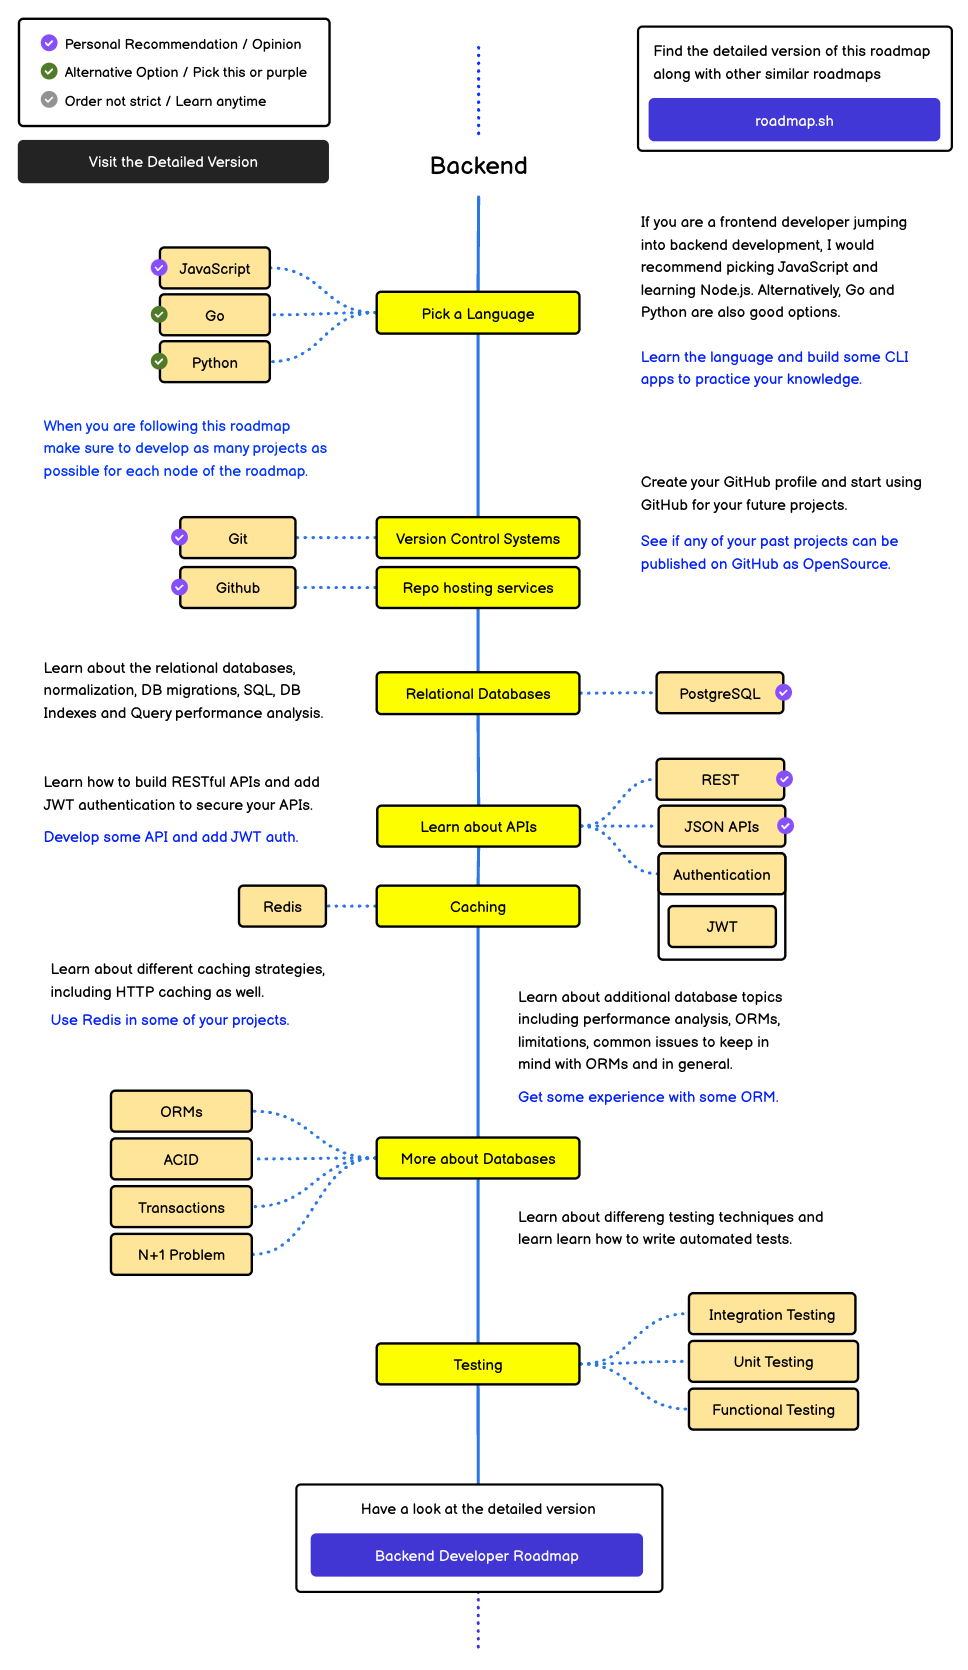 Personal Recommendation / Opinion
Alternative Option / Pick this or purple
Order not strict / Learn anytime
Visit the Detailed Version
Find the detailed version of this roadmap
along with other similar roadmaps
roadmap.sh
Backend
If you are a frontend developer jumping
into backend development, I would
recommend picking JavaScript and
learning Node.js. Alternatively, Go and
Python are also good options.
Learn the language and build some CLI
apps to practice your knowledge.
JavaScript
Go
Python
Pick a Language
When you are following this roadmap
make sure to develop as many projects as
possible for each node of the roadmap.
Create your GitHub profile and start using
GitHub for your future projects.
See if any of your past projects can be
published on GitHub as OpenSource.
Git
Version Control Systems
Github
Repo hosting services
Learn about the relational databases,
normalization, DB migrations, SQL, DB
Indexes and Query performance analysis.
Relational Databases
PostgreSQL
Learn how to build RESTful APIs and add
JWT authentication to secure your APIs.
Develop some API and add JWT auth.
Learn about APIs
REST
JSON APIs
Authentication
JWT
Redis
Caching
Learn about different caching strategies,
including HTTP caching as well.
Use Redis in some of your projects.
Learn about additional database topics
including performance analysis, ORMs,
limitations, common issues to keep in
mind with ORMs and in general.
Get some experience with some ORM.
ORMs
ACID
Transactions
N+1 Problem
More about Databases
Learn about differeng testing techniques and
learn learn how to write automated tests.
Testing
Integration Testing
Unit Testing
Functional Testing
Have a look at the detailed version
Backend Developer Roadmap